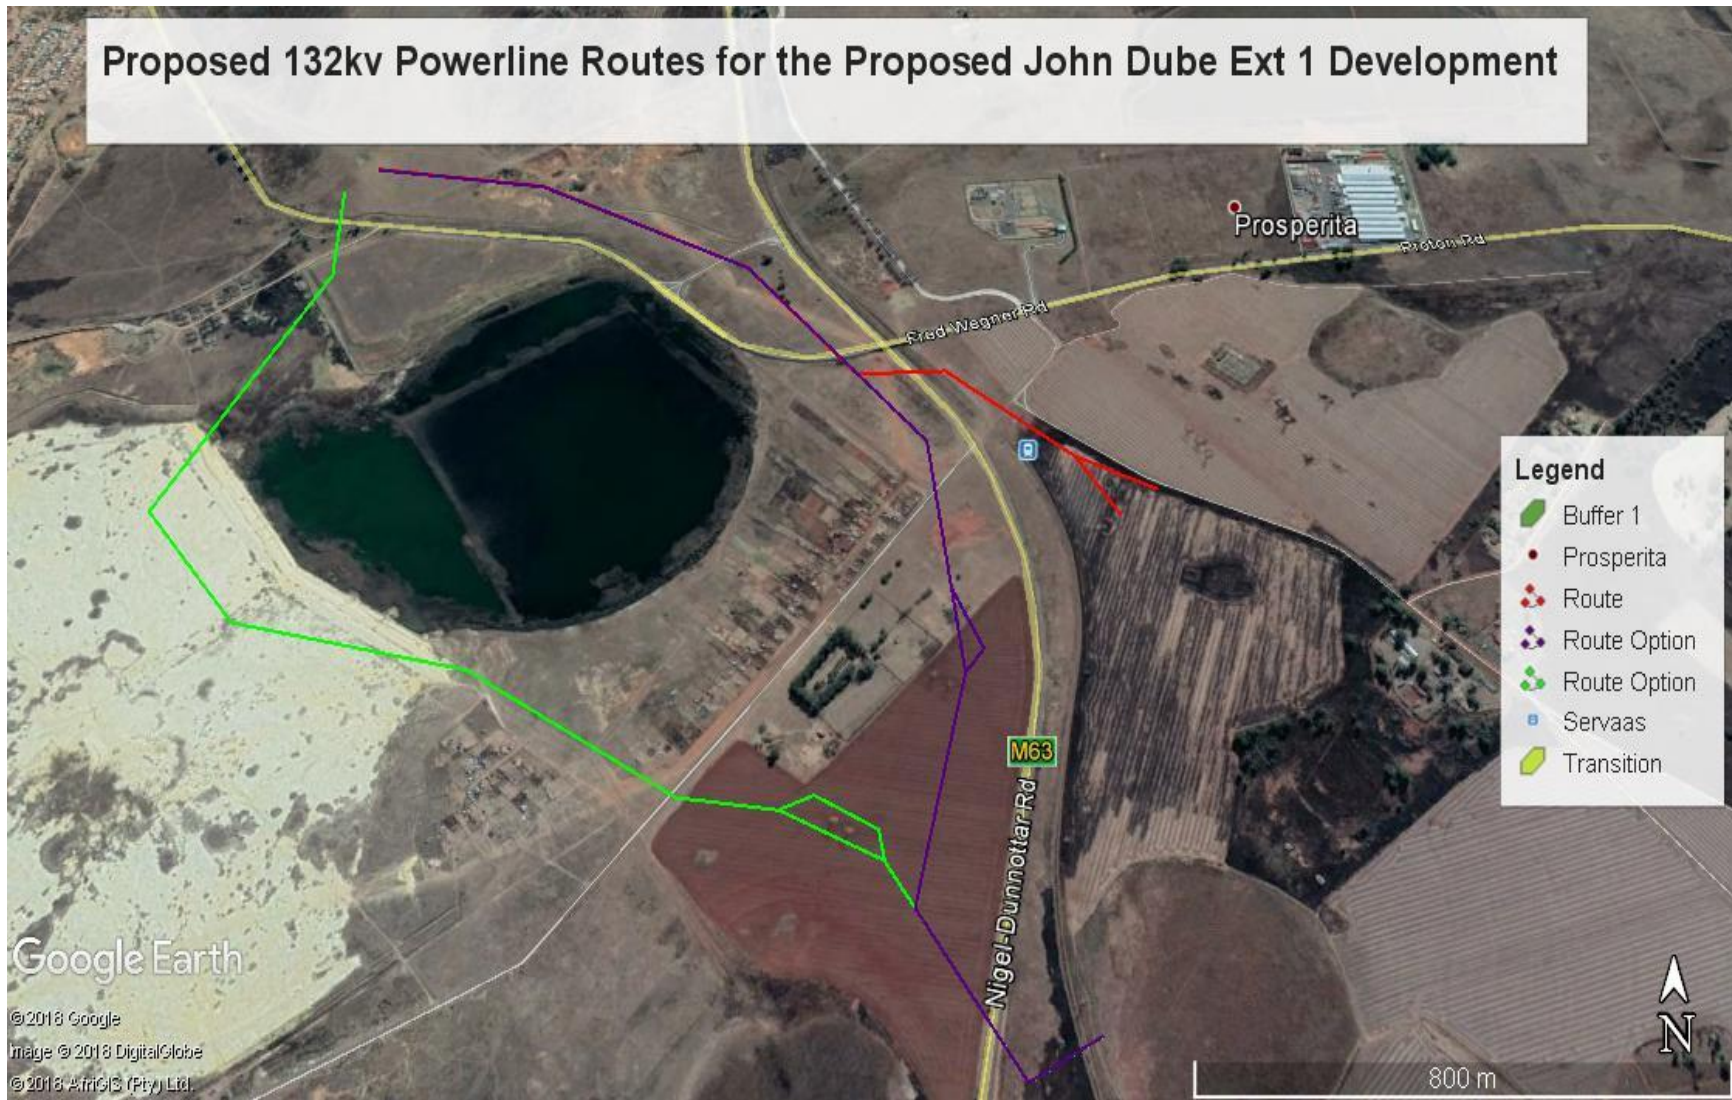 Proposed 132kv Powerline Routes for the Proposed John Dube Ext 1 Development
Prosperita
Proton Rd
Fred Wegner Rd
Legend
Buffer 1
Prosperita
Route
Route Option
Route Option
Servaas
Transition
M63
Nigel-Dunnottar Rd
Google Earth
© 2018 Google
Image © 2018 DigitalGlobe
© 2018 AfriGIS (Pty) Ltd.
N
800 m